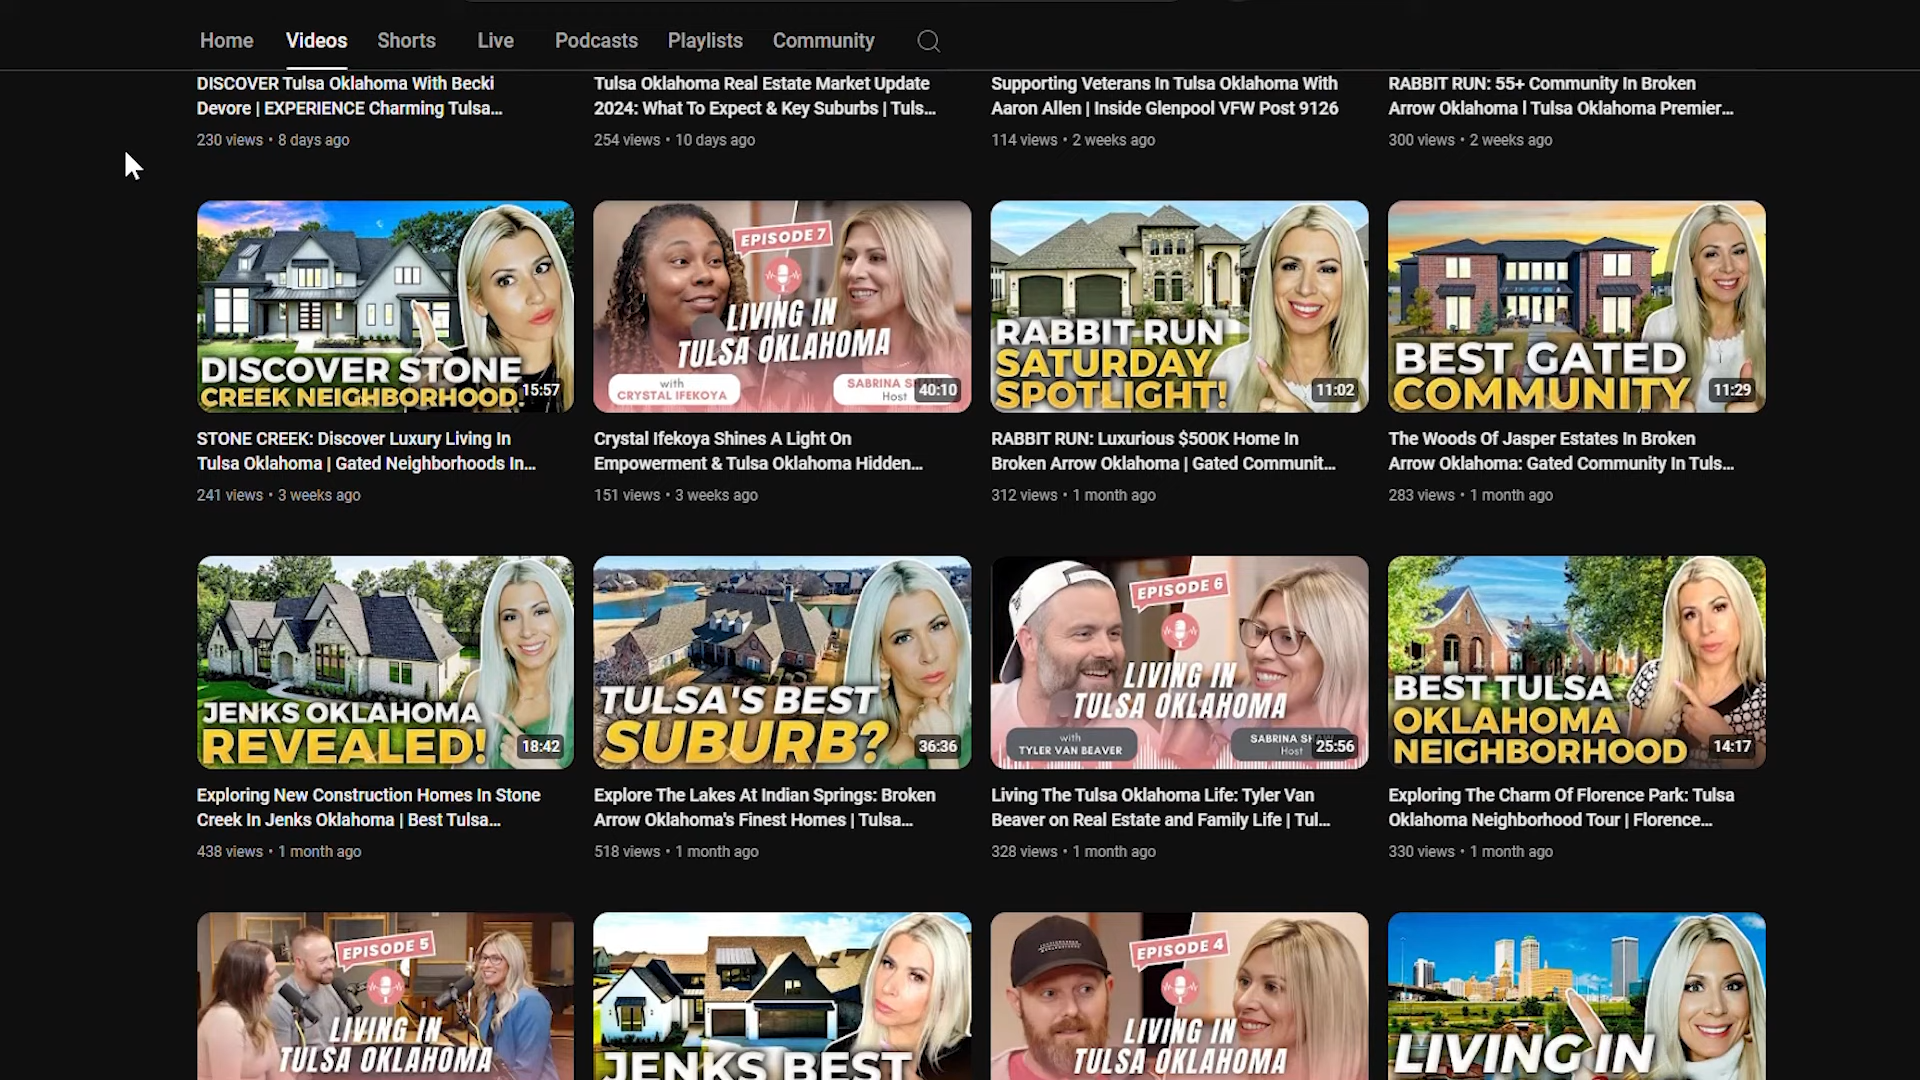 Home Videos Shorts Live Podcasts Playlists Community
DISCOVER Tulsa Oklahoma With Becki
Devore | EXPERIENCE Charming Tulsa...
230 views • 8 days ago
Tulsa Oklahoma Real Estate Market Update
2024: What To Expect & Key Suburbs | Tuls...
254 views • 10 days ago
Supporting Veterans In Tulsa Oklahoma With
Aaron Allen | Inside Glenpool VFW Post 9126
114 views • 2 weeks ago
RABBIT RUN: 55+ Community In Broken
Arrow Oklahoma l Tulsa Oklahoma Premier...
300 views • 2 weeks ago
DISCOVER STONE
CREEK NEIGHBORHOOD.
15:57
STONE CREEK: Discover Luxury Living In
Tulsa Oklahoma | Gated Neighborhoods In...
241 views • 3 weeks ago
EPISODE 7
LIVING IN
TULSA OKLAHOMA
with
CRYSTAL IFEKOYA
SABRINA
Host
40:10
Crystal Ifekoya Shines A Light On
Empowerment & Tulsa Oklahoma Hidden...
151 views • 3 weeks ago
RABBIT RUN
SATURDAY
SPOTLIGHT!
11:02
RABBIT RUN: Luxurious $500K Home In
Broken Arrow Oklahoma | Gated Communit...
312 views • 1 month ago
BEST GATED
COMMUNITY
11:29
The Woods Of Jasper Estates In Broken
Arrow Oklahoma: Gated Community In Tuls...
283 views • 1 month ago
JENKS OKLAHOMA
REVEALED!
18:42
Exploring New Construction Homes In Stone
Creek In Jenks Oklahoma | Best Tulsa...
438 views • 1 month ago
TULSA'S BEST
SUBURB?
36:36
Explore The Lakes At Indian Springs: Broken
Arrow Oklahoma's Finest Homes | Tulsa...
518 views • 1 month ago
EPISODE 6
LIVING IN
TULSA OKLAHOMA
with
TYLER VAN BEAVER
SABRINA
Host
25:56
Living The Tulsa Oklahoma Life: Tyler Van
Beaver on Real Estate and Family Life | Tul...
328 views • 1 month ago
BEST TULSA
OKLAHOMA
NEIGHBORHOOD
14:17
Exploring The Charm Of Florence Park: Tulsa
Oklahoma Neighborhood Tour | Florence...
330 views • 1 month ago
EPISODE 5
LIVING IN
TULSA OKLAHOMA
JENKS BEST
EPISODE 4
LIVING IN
TULSA OKLAHOMA
LIVING IN